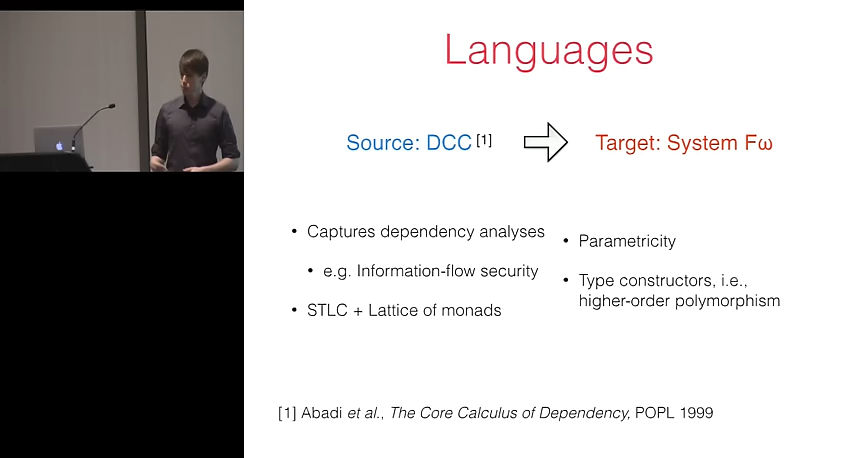 Languages
Source: DCC [1]
Target: System Fω
• Captures dependency analyses
• e.g. Information-flow security
• STLC + Lattice of monads
• Parametricity
• Type constructors, i.e.,
higher-order polymorphism
[1] Abadi et al., The Core Calculus of Dependency, POPL 1999